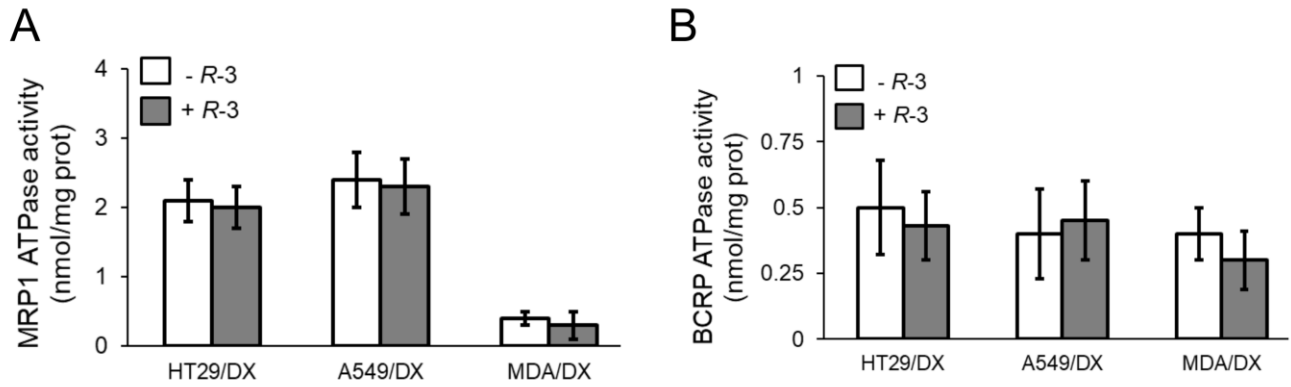 A
MRP1 ATPase activity
(nmol/mg prot)
4
3
2
1
0
- R-3
+ R-3
HT29/DX
A549/DX
MDA/DX
B
BCRP ATPase activity
(nmol/mg prot)
1
0.75
0.5
0.25
0
- R-3
+ R-3
HT29/DX
A549/DX
MDA/DX